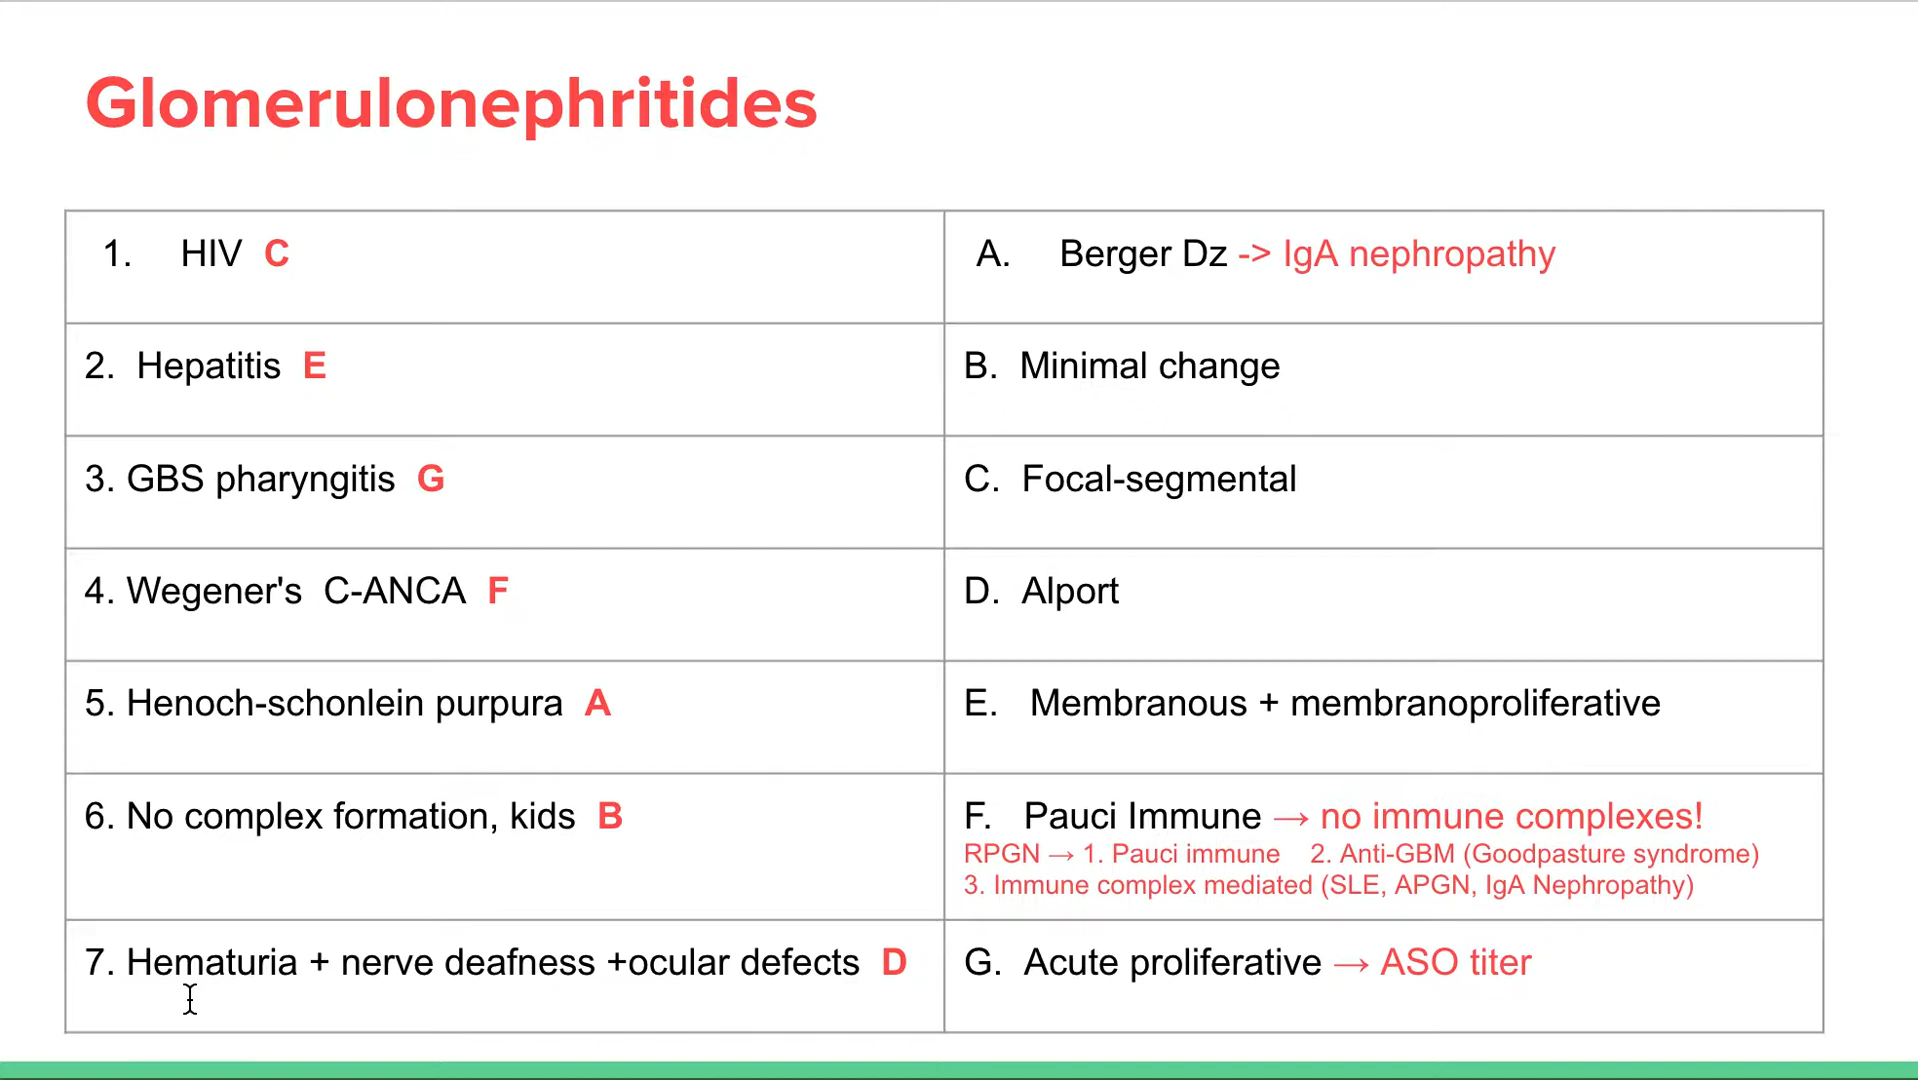 Glomerulonephritides
1. HIV C
A. Berger Dz -> IgA nephropathy
2. Hepatitis E
B. Minimal change
3. GBS pharyngitis G
C. Focal-segmental
4. Wegener's C-ANCA F
D. Alport
5. Henoch-schonlein purpura A
E. Membranous + membranoproliferative
6. No complex formation, kids B
F. Pauci Immune → no immune complexes!
RPGN → 1. Pauci immune 2. Anti-GBM (Goodpasture syndrome)
3. Immune complex mediated (SLE, APGN, IgA Nephropathy)
7. Hematuria + nerve deafness +ocular defects D
G. Acute proliferative → ASO titer